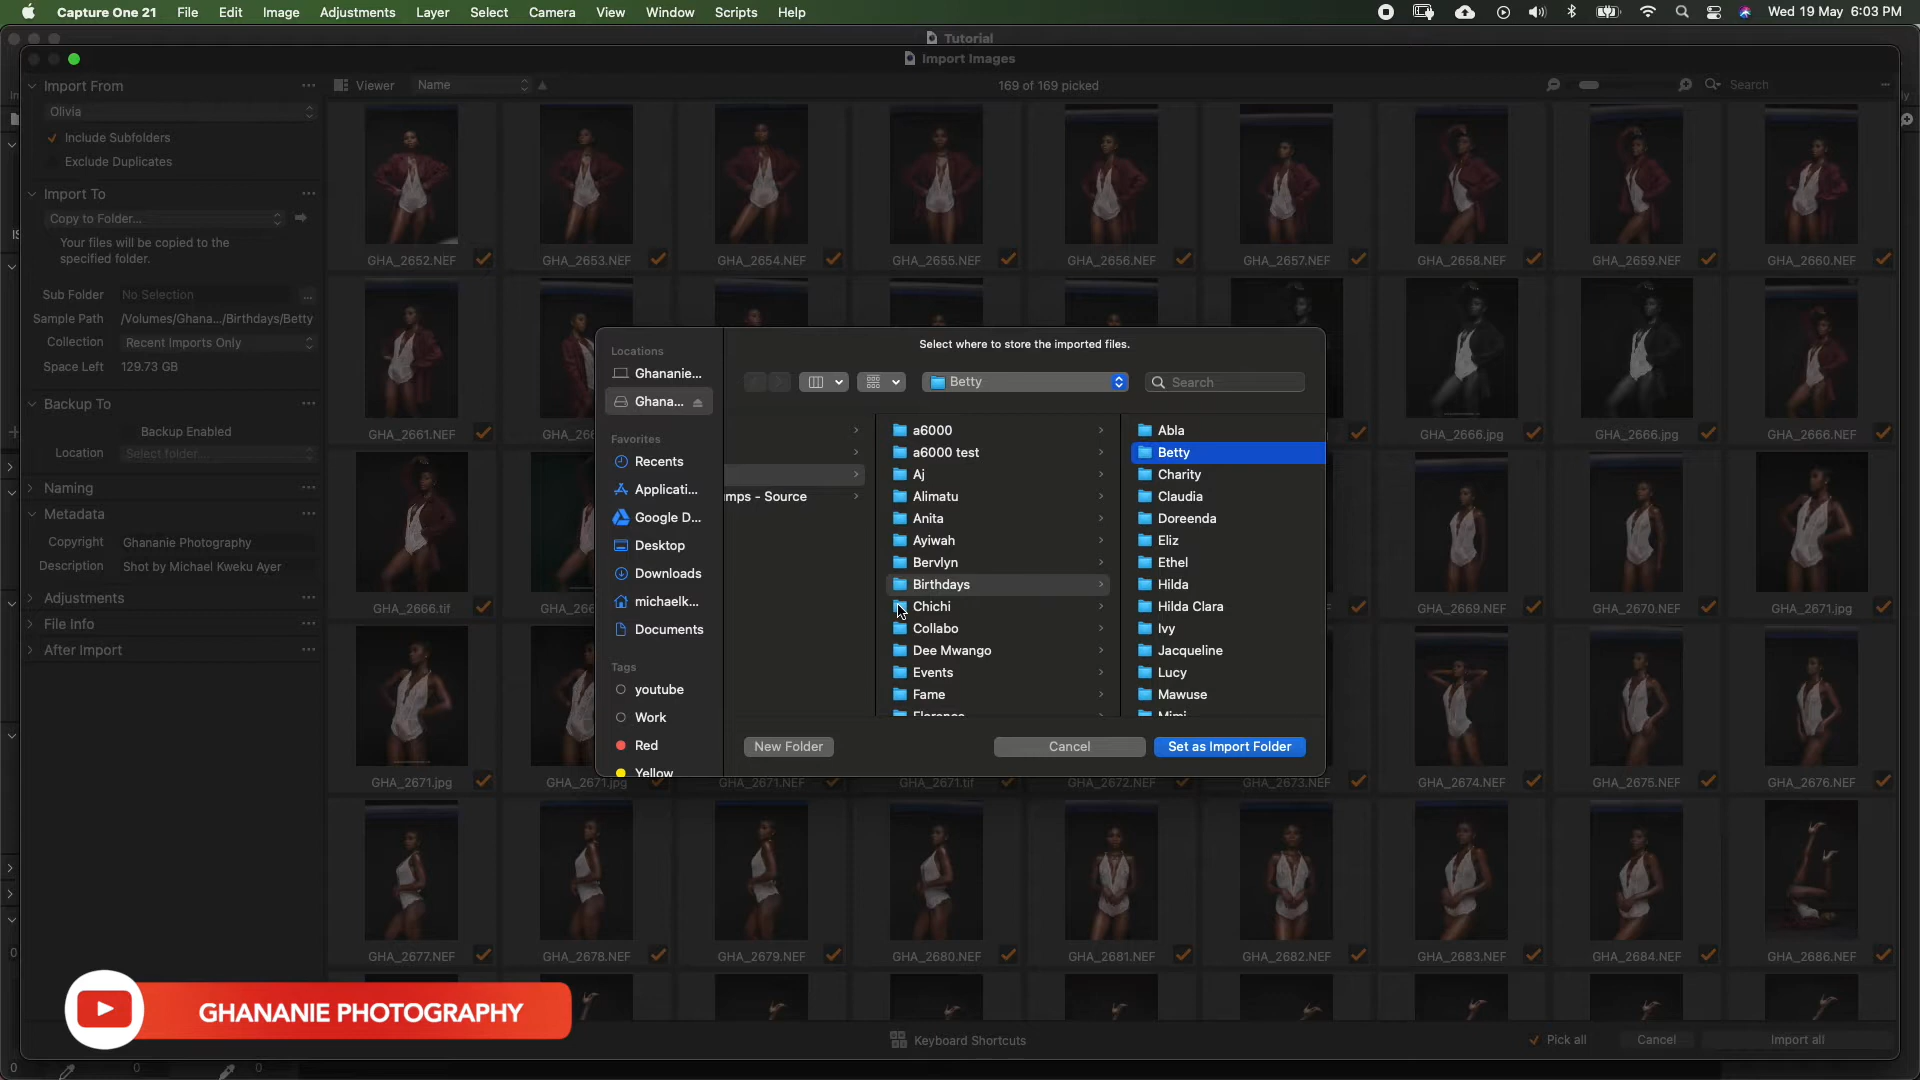 Capture One 21 File Edit Image Adjustments Layer Select Camera View Window Scripts Help Wed 19 May 6:03 PM
Tutorial
Import Images
Import From
Olivia
Include Subfolders
Exclude Duplicates
Import To
Copy to Folder...
Your files will be copied to the
specified folder.
Sub Folder No Selection ...
Sample Path /Volumes/Ghana.../Birthdays/Betty
Collection Recent Imports Only
Space Left 129.73 GB
Backup To
Backup Enabled
Location Select folder...
Naming
Metadata
Copyright Ghananie Photography
Description Shot by Michael Kweku Ayer
Adjustments
File Info
After Import
Viewer Name 169 of 169 picked Search
GHA_2652.NEF GHA_2653.NEF GHA_2654.NEF GHA_2655.NEF GHA_2656.NEF GHA_2657.NEF GHA_2658.NEF GHA_2659.NEF GHA_2660.NEF
GHA_2661.NEF GHA_2666.jpg GHA_2666.jpg GHA_2666.NEF
GHA_2666.tif GHA_2669.NEF GHA_2670.NEF GHA_2671.jpg
GHA_2671.jpg GHA_2671.jpg GHA_2671.NEF GHA_2671.tif GHA_2672.NEF GHA_2673.NEF GHA_2674.NEF GHA_2675.NEF GHA_2676.NEF
GHA_2677.NEF GHA_2678.NEF GHA_2679.NEF GHA_2680.NEF GHA_2681.NEF GHA_2682.NEF GHA_2683.NEF GHA_2684.NEF GHA_2686.NEF
Select where to store the imported files.
Locations
Ghananie...
Ghana...
Favorites
Recents
Applicati...
Google D...
Desktop
Downloads
michaelk...
Documents
Tags
youtube
Work
Red
Yellow
Betty
Search
mps - Source
a6000
a6000 test
Aj
Alimatu
Anita
Ayiwah
Bervlyn
Birthdays
Chichi
Collabo
Dee Mwango
Events
Fame
Florence
Abla
Betty
Charity
Claudia
Doreenda
Eliz
Ethel
Hilda
Hilda Clara
Ivy
Jacqueline
Lucy
Mawuse
Mimi
New Folder Cancel Set as Import Folder
GHANANIE PHOTOGRAPHY
Keyboard Shortcuts Pick all Cancel Import all
0 0 0